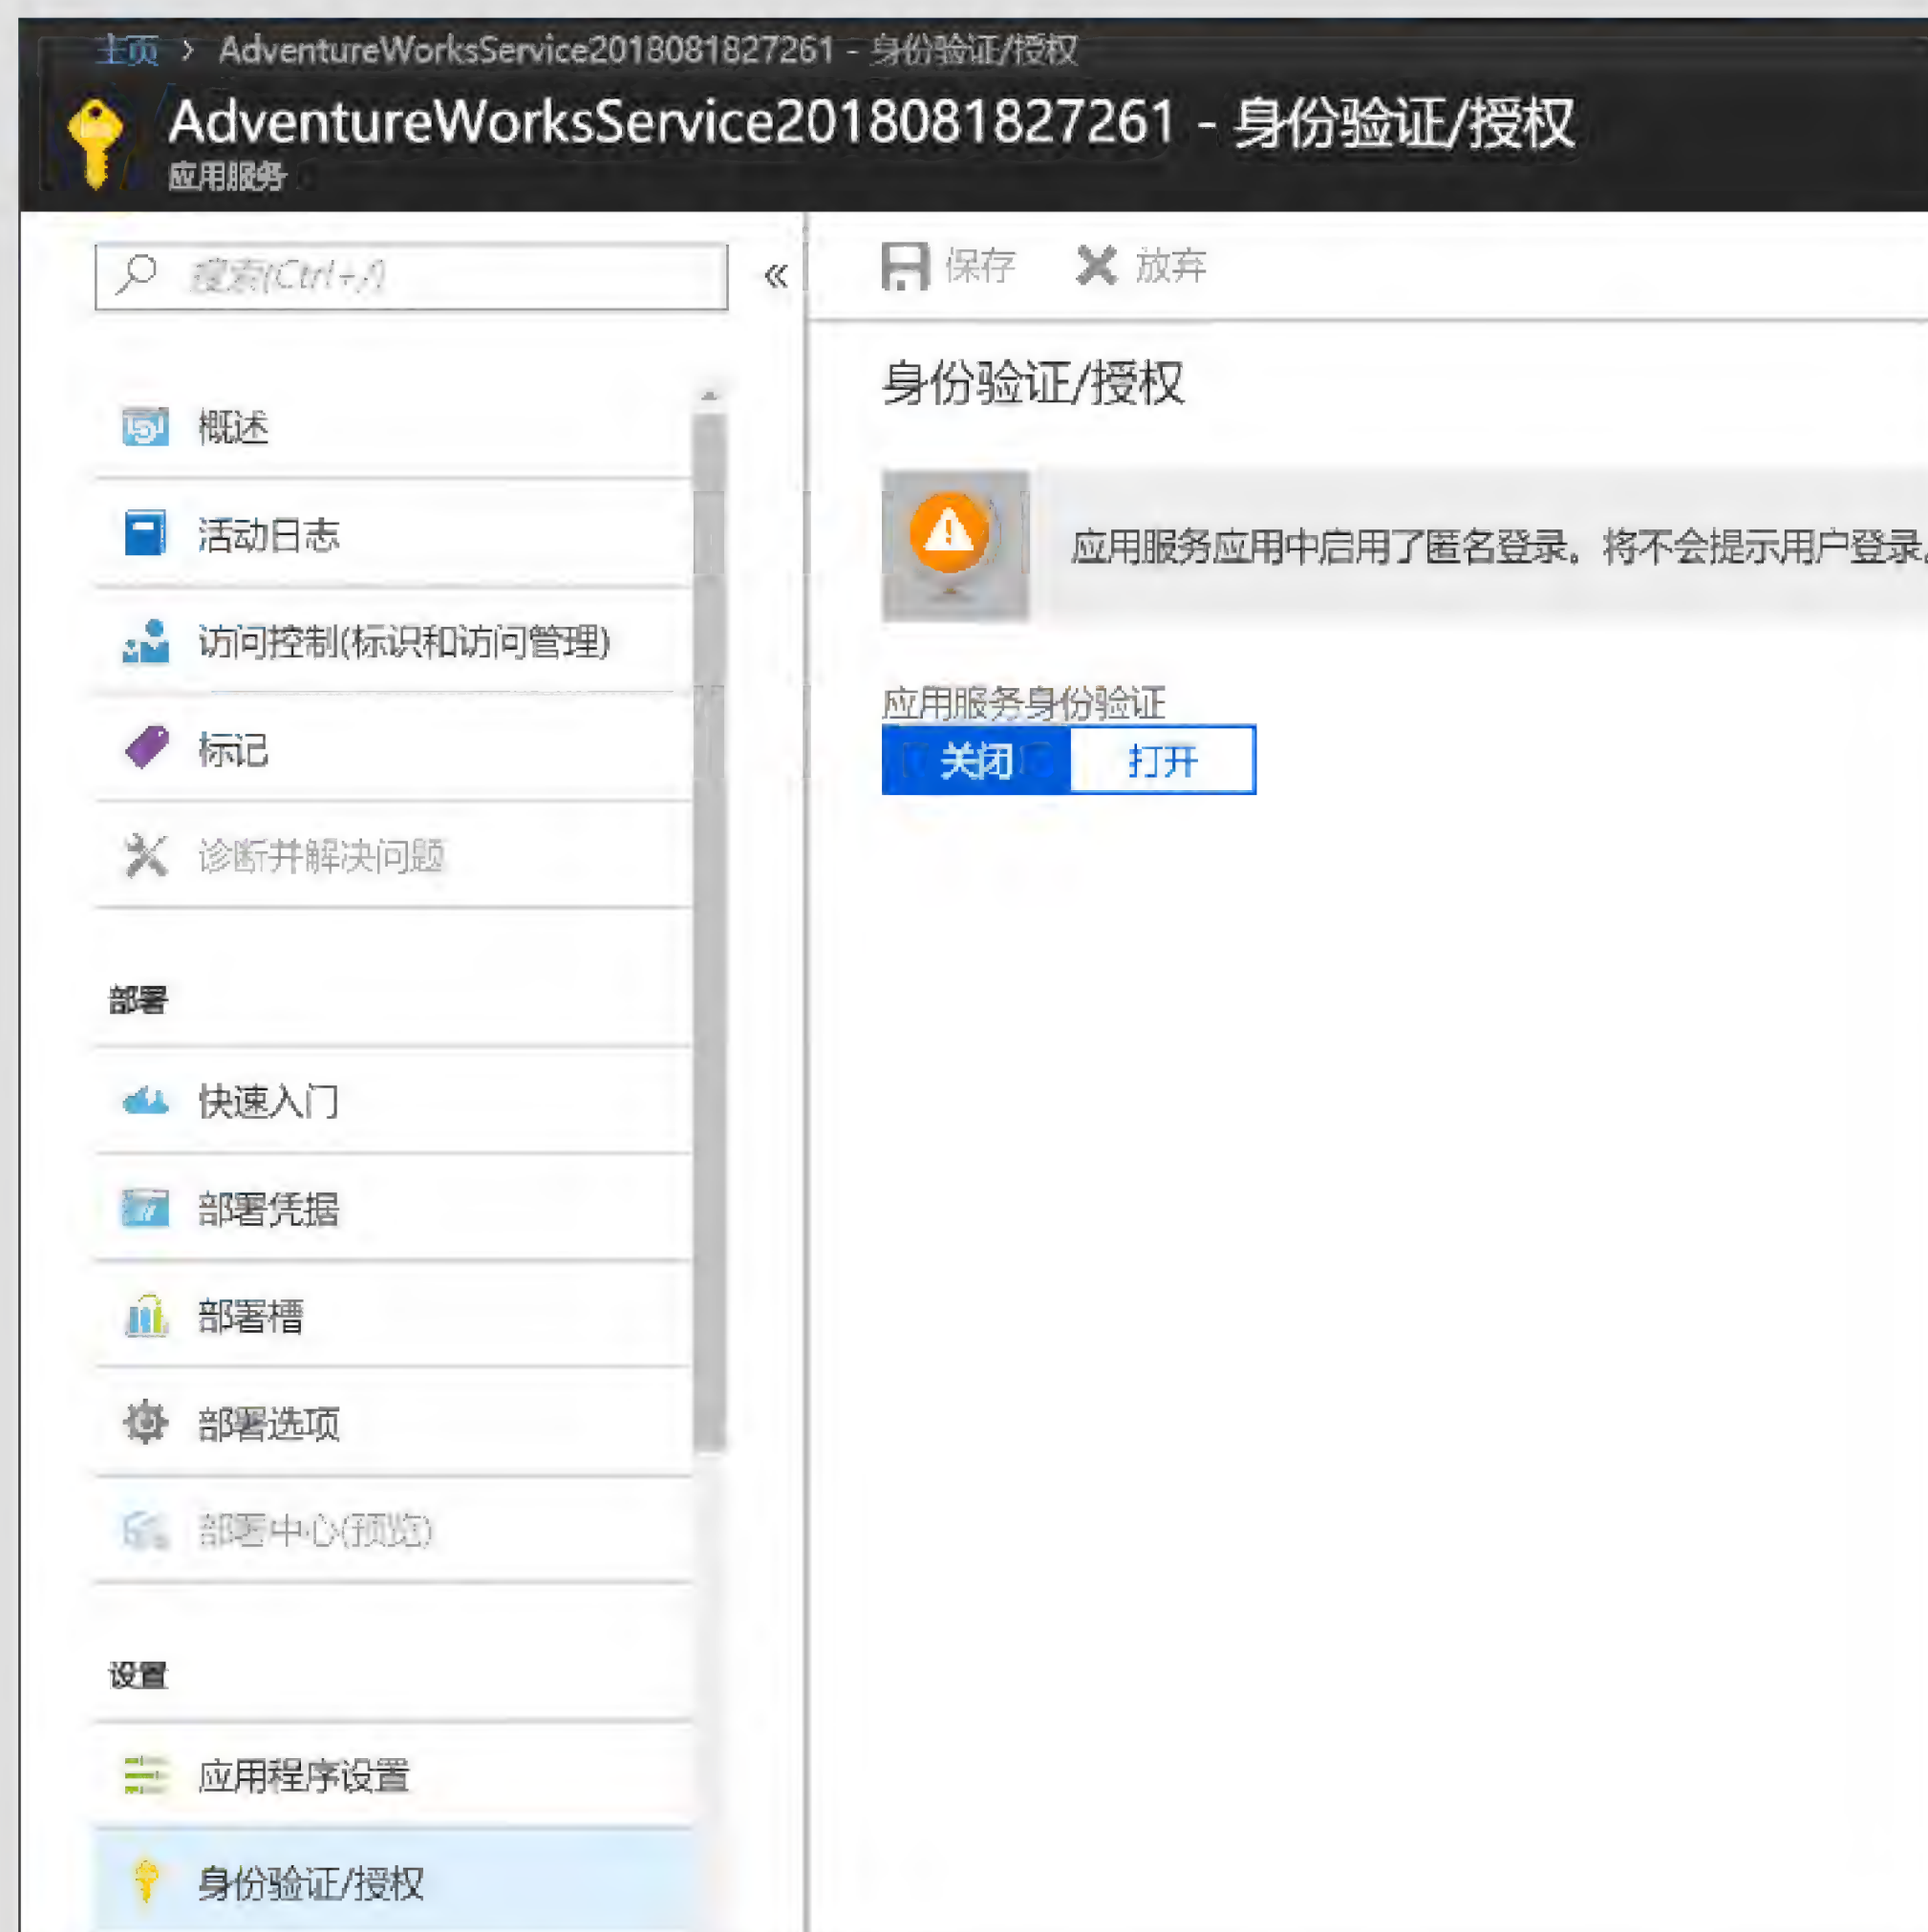 主页 > AdventureWorksService2018081827261 - 身份验证/授权
AdventureWorksService2018081827261 - 身份验证/授权
应用服务
搜索(Ctrl+/)
«
概述
活动日志
访问控制(标识和访问管理)
标记
诊断并解决问题
部署
快速入门
部署凭据
部署槽
部署选项
部署中心(预览)
设置
应用程序设置
身份验证/授权
保存 放弃
身份验证/授权
应用服务应用中启用了匿名登录。将不会提示用户登录。
应用服务身份验证
关闭 打开